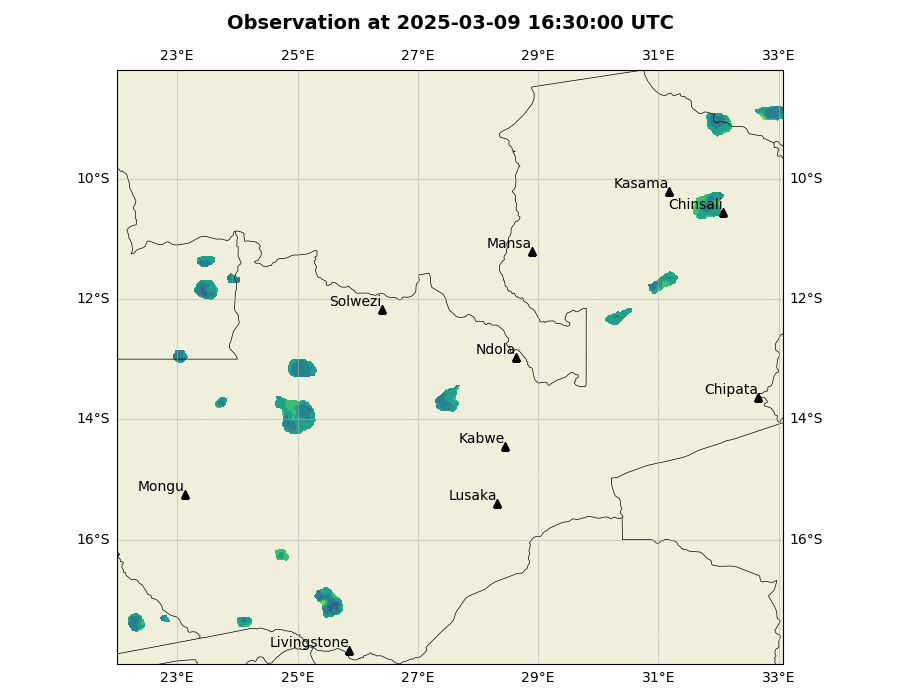 Observation at 2025-03-09 16:30:00 UTC
23°E 25°E 27°E 29°E 31°E 33°E
10°S 10°S
Kasama
Chinsali
Mansa
12°S 12°S
Solwezi
Ndola
Chipata
14°S 14°S
Kabwe
Mongu
Lusaka
16°S 16°S
Livingstone
23°E 25°E 27°E 29°E 31°E 33°E